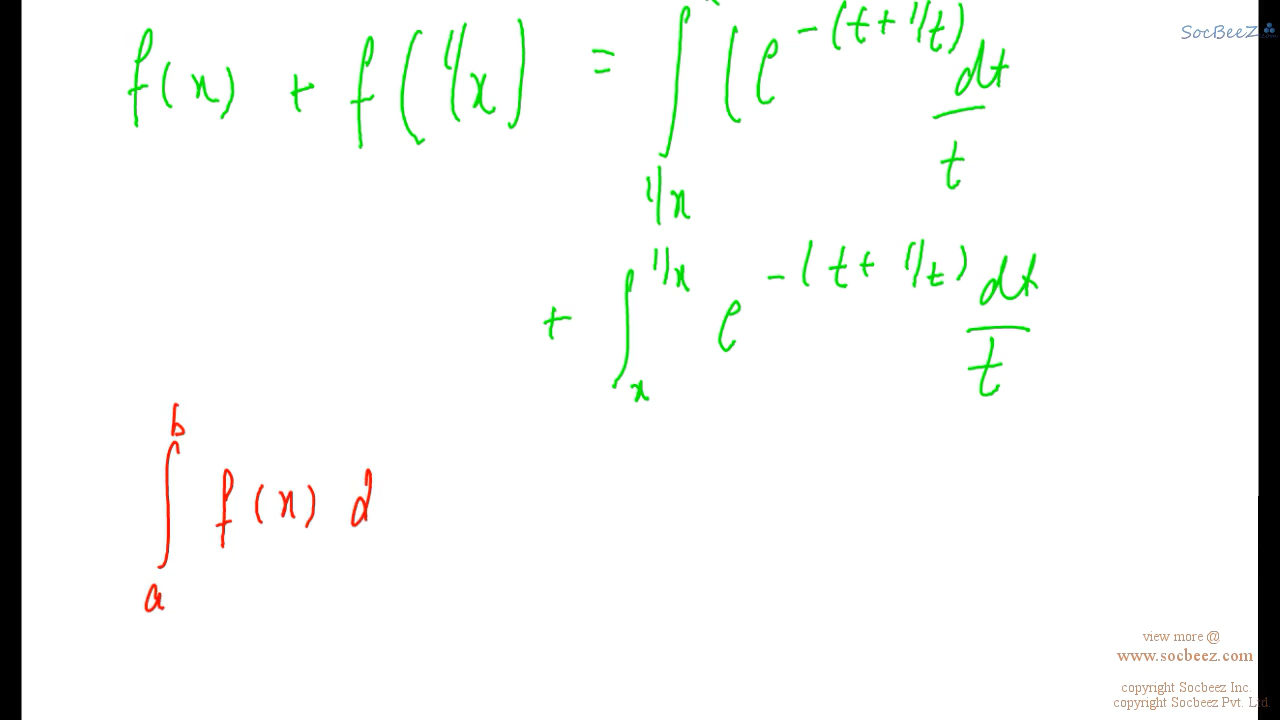 SocBeeZ
f(x) + f(1/x) = ∫_{1/x} (e^{-(t + 1/t)} dt/t
+ ∫_{x}^{1/x} e^{-(t + 1/t)} dt/t
∫_{a}^{b} f(x) d
view more @
www.socbeez.com
copyright Socbeez Inc.
copyright Socbeez Pvt. Ltd.